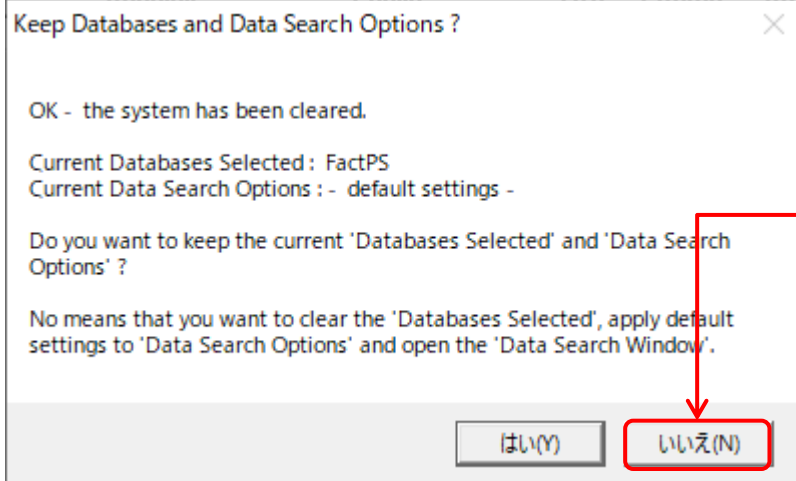 Keep Databases and Data Search Options ?
OK - the system has been cleared.
Current Databases Selected : FactPS
Current Data Search Options : - default settings -
Do you want to keep the current 'Databases Selected' and 'Data Search
Options' ?
No means that you want to clear the 'Databases Selected', apply default
settings to 'Data Search Options' and open the 'Data Search Window'.
はい(Y)
いいえ(N)